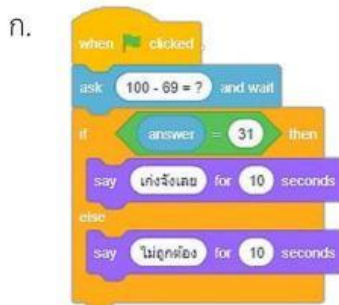 ก.
when clicked
ask 100 - 69 = ? and wait
if answer = 31 then
say เก่งจังเลย for 10 seconds
else
say ไม่ถูกต้อง for 10 seconds